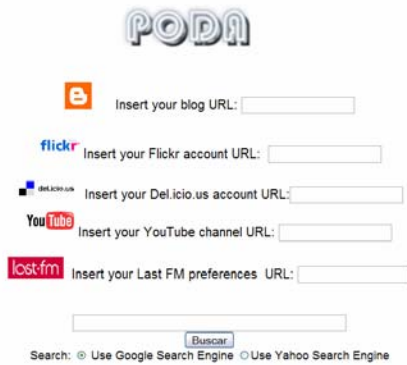 PODA
Insert your blog URL:
flickr Insert your Flickr account URL:
del.icio.us Insert your Del.icio.us account URL:
YouTube Insert your YouTube channel URL:
lost.fm Insert your Last FM preferences URL:
Buscar
Search: Use Google Search Engine Use Yahoo Search Engine